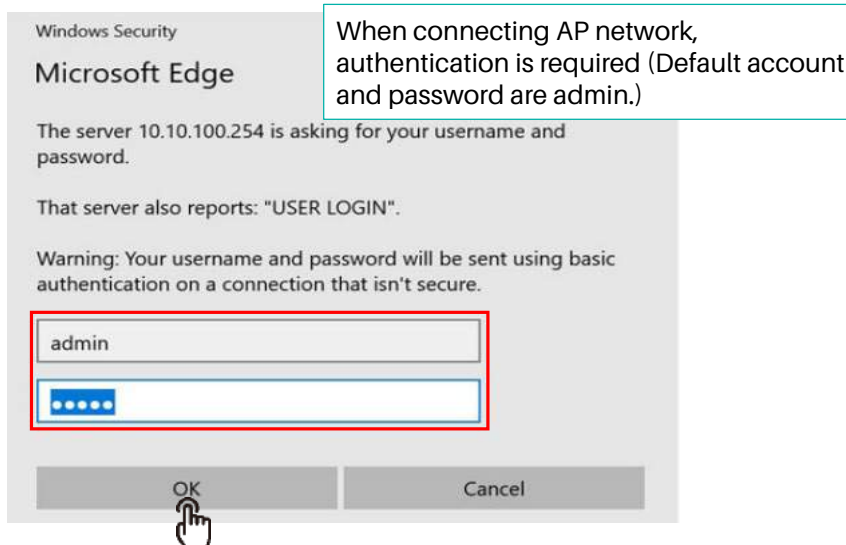 Windows Security
Microsoft Edge
When connecting AP network,
authentication is required (Default account
and password are admin.)
The server 10.10.100.254 is asking for your username and
password.
That server also reports: "USER LOGIN".
Warning: Your username and password will be sent using basic
authentication on a connection that isn't secure.
admin
•••••
OK
Cancel